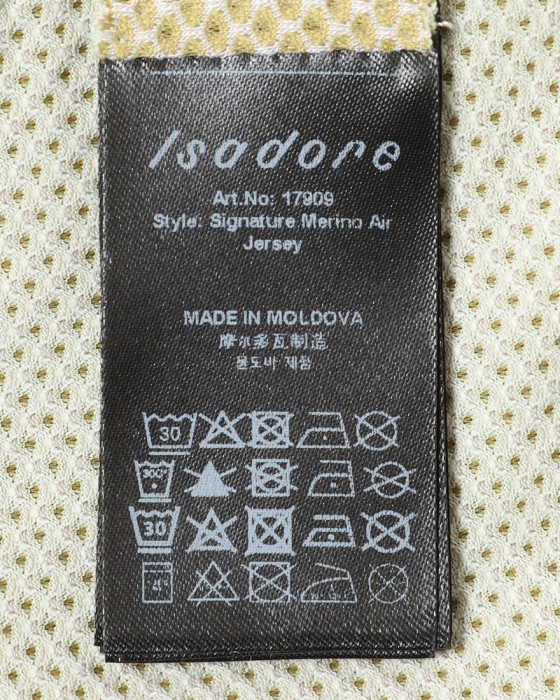 Isadore
Art.No: 17909
Style: Signature Merino Air
Jersey
MADE IN MOLDOVA
摩尔多瓦制造
몰도바 제품
30
30